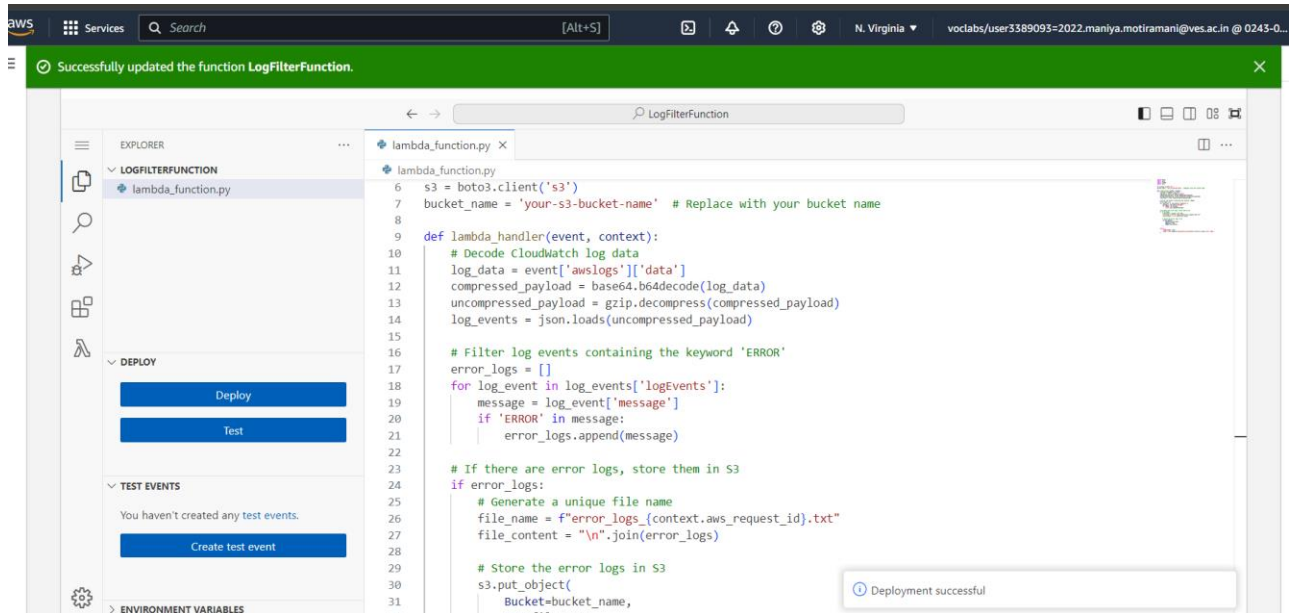 aws
Services
Search
[Alt+S]
N. Virginia
voclabs/user3389093=2022.maniya.motiramani@ves.ac.in @ 0243-0...
Successfully updated the function LogFilterFunction.
LogFilterFunction
EXPLORER
LOGFILTERFUNCTION
lambda_function.py
DEPLOY
Deploy
Test
TEST EVENTS
You haven't created any test events.
Create test event
ENVIRONMENT VARIABLES
lambda_function.py
lambda_function.py
6 s3 = boto3.client('s3')
7 bucket_name = 'your-s3-bucket-name'  # Replace with your bucket name
8
9 def lambda_handler(event, context):
10     # Decode CloudWatch log data
11     log_data = event['awslogs']['data']
12     compressed_payload = base64.b64decode(log_data)
13     uncompressed_payload = gzip.decompress(compressed_payload)
14     log_events = json.loads(uncompressed_payload)
15
16     # Filter log events containing the keyword 'ERROR'
17     error_logs = []
18     for log_event in log_events['logEvents']:
19         message = log_event['message']
20         if 'ERROR' in message:
21             error_logs.append(message)
22
23     # If there are error logs, store them in S3
24     if error_logs:
25         # Generate a unique file name
26         file_name = f"error_logs_{context.aws_request_id}.txt"
27         file_content = "\n".join(error_logs)
28
29         # Store the error logs in S3
30         s3.put_object(
31             Bucket=bucket_name,
Deployment successful